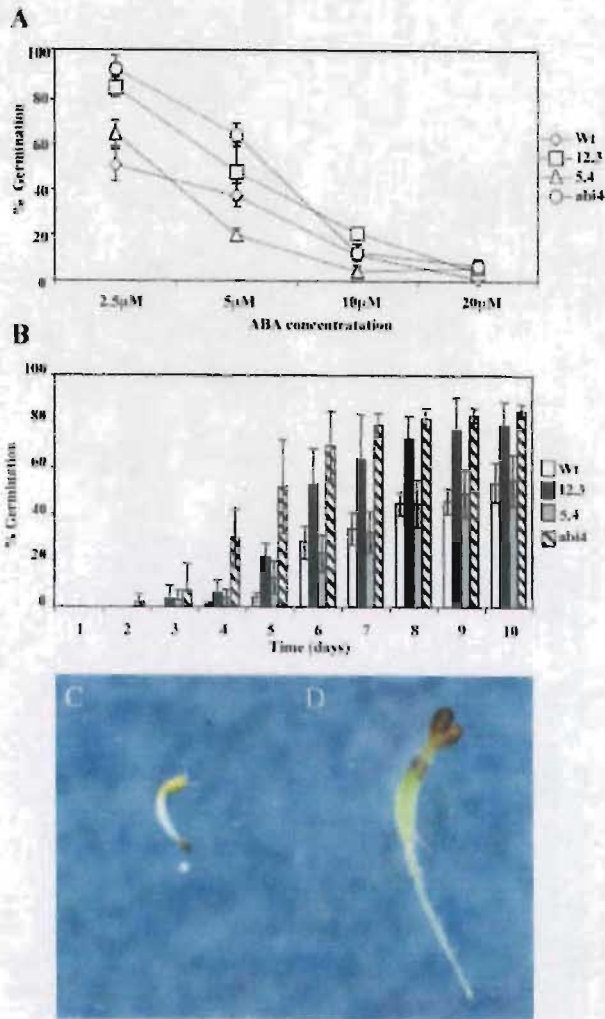 A
100
80
60
40
20
0
% Germination
2.5µM 5µM 10µM 20µM
ABA concentratation
Wt
12.3
5.4
abi4
B
100
80
60
40
20
0
% Germination
1 2 3 4 5 6 7 8 9 10
Time (days)
Wt
12.3
5.4
abi4
C D